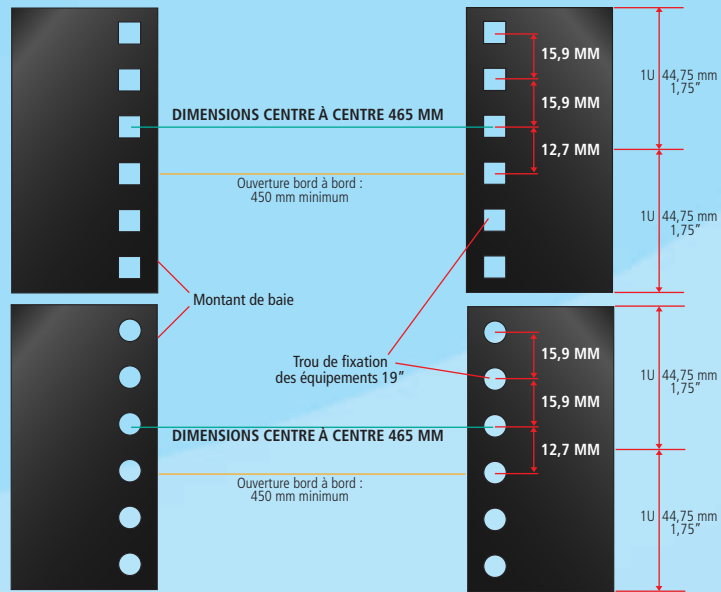 15,9 MM
1U 44,75 mm
1,75”
15,9 MM
DIMENSIONS CENTRE À CENTRE 465 MM
12,7 MM
Ouverture bord à bord :
450 mm minimum
1U 44,75 mm
1,75”
Montant de baie
Trou de fixation
des équipements 19”
15,9 MM
1U 44,75 mm
1,75”
15,9 MM
DIMENSIONS CENTRE À CENTRE 465 MM
12,7 MM
Ouverture bord à bord :
450 mm minimum
1U 44,75 mm
1,75”